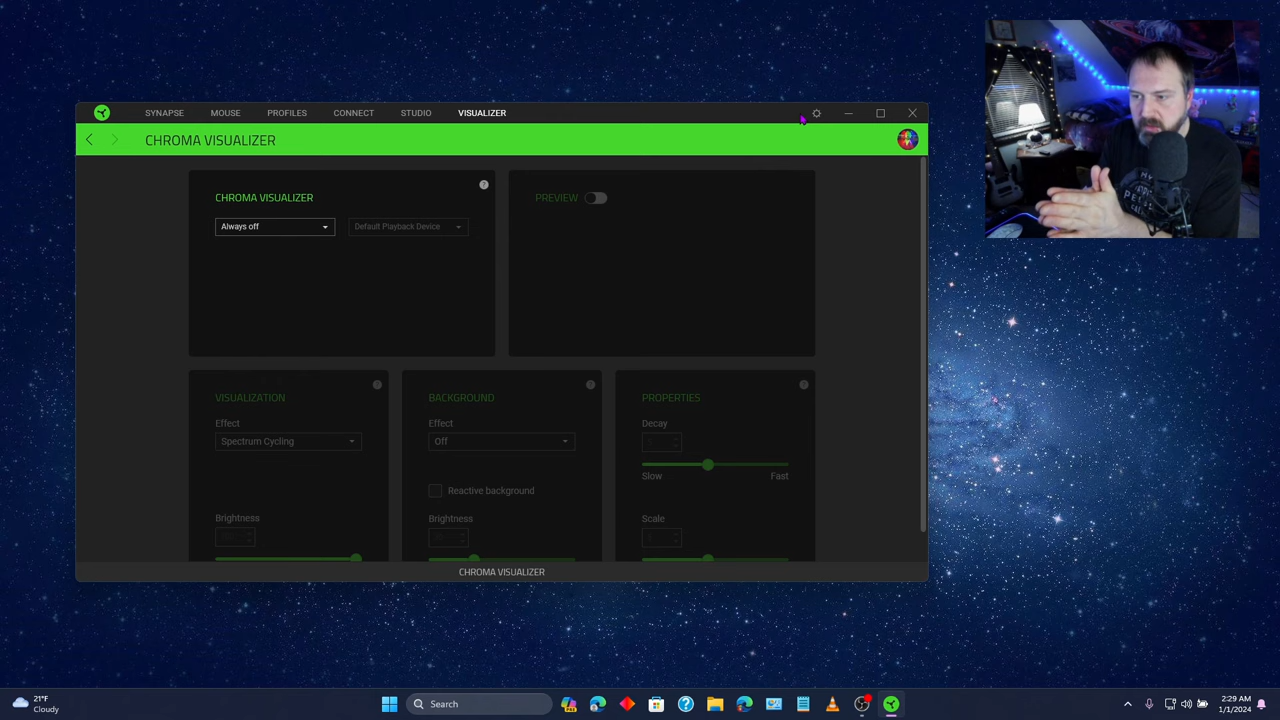 SYNAPSE MOUSE PROFILES CONNECT STUDIO VISUALIZER
CHROMA VISUALIZER
CHROMA VISUALIZER
?
Always off
Default Playback Device
PREVIEW
VISUALIZATION
Effect
Spectrum Cycling
Brightness
BACKGROUND
Effect
Off
Reactive background
Brightness
PROPERTIES
Decay
Slow Fast
Scale
CHROMA VISUALIZER
21°F
Cloudy
Search
2:29 AM
1/1/2024